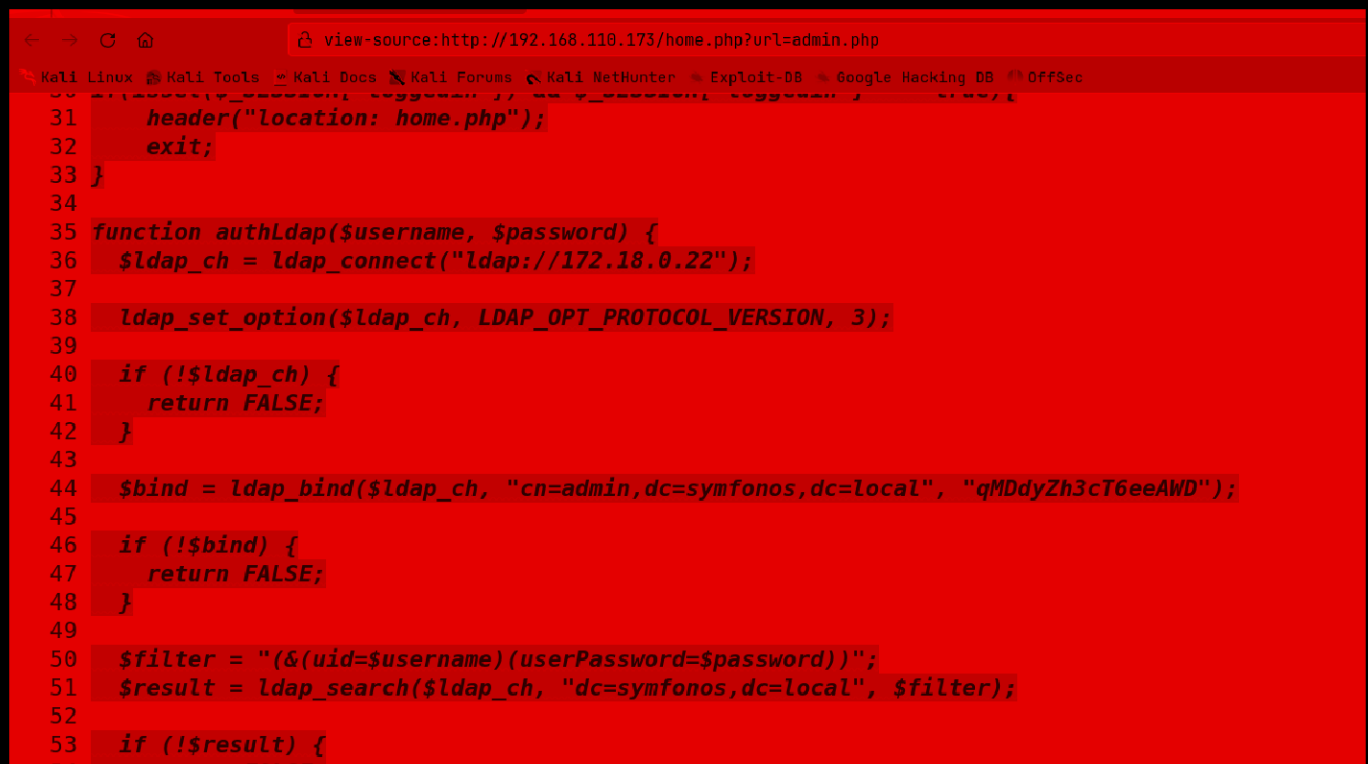 view-source:http://192.168.110.173/home.php?url=admin.php
Kali Linux Kali Tools Kali Docs Kali Forums Kali NetHunter Exploit-DB Google Hacking DB OffSec
31 header("location: home.php");
32 exit;
33 }
34
35 function authLdap($username, $password) {
36 $ldap_ch = ldap_connect("ldap://172.18.0.22");
37
38 ldap_set_option($ldap_ch, LDAP_OPT_PROTOCOL_VERSION, 3);
39
40 if (!$ldap_ch) {
41 return FALSE;
42 }
43
44 $bind = ldap_bind($ldap_ch, "cn=admin,dc=symfonos,dc=local", "qMDdyZh3cT6eeAWD");
45
46 if (!$bind) {
47 return FALSE;
48 }
49
50 $filter = "(&(uid=$username)(userPassword=$password))";
51 $result = ldap_search($ldap_ch, "dc=symfonos,dc=local", $filter);
52
53 if (!$result) {